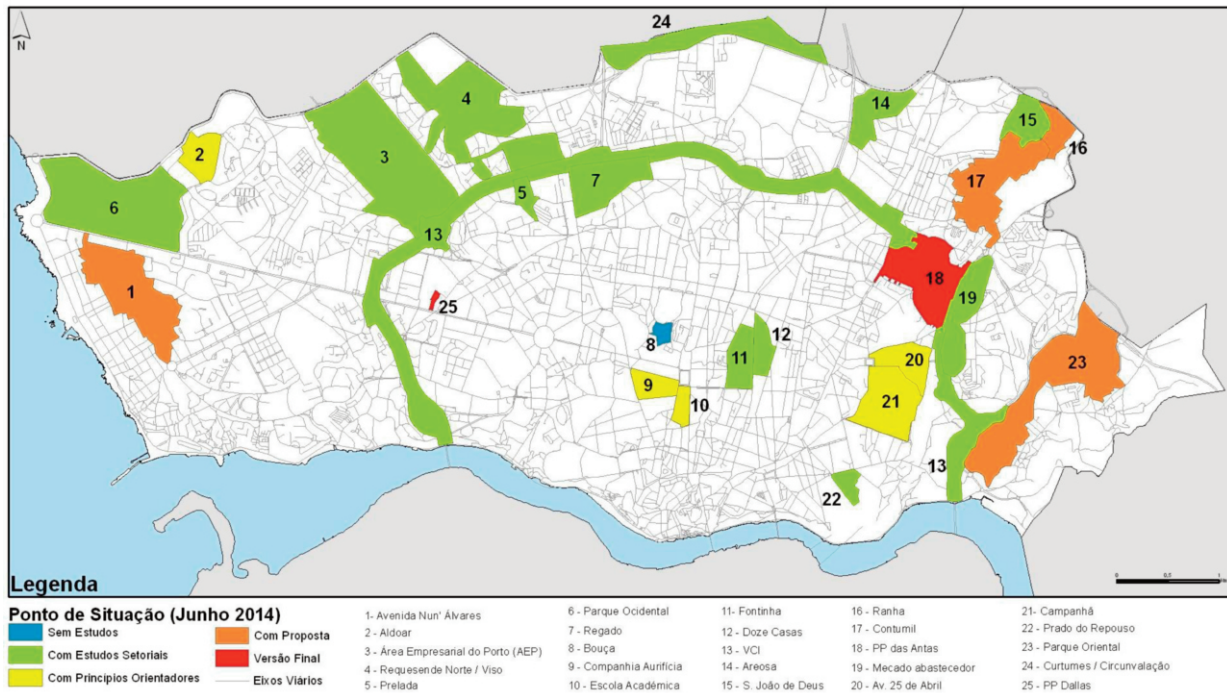 24
N
4
14
15
2
3
16
17
7
5
6
13
18
1
19
25
12
8
11
20
23
9
10
21
13
22
Legenda
0 0,5 1
Ponto de Situação (Junho 2014)
Sem Estudos
Com Estudos Setoriais
Com Princípios Orientadores
Com Proposta
Versão Final
Eixos Viários
1- Avenida Nun' Álvares
2 - Aldoar
3 - Área Empresarial do Porto (AEP)
4 - Requesende Norte / Viso
5 - Prelada
6 - Parque Ocidental
7 - Regado
8 - Bouça
9 - Companhia Aurifícia
10 - Escola Académica
11- Fontinha
12 - Doze Casas
13 - VCI
14 - Areosa
15 - S. João de Deus
16 - Ranha
17 - Contumil
18 - PP das Antas
19 - Mecado abastecedor
20 - Av. 25 de Abril
21- Campanhã
22 - Prado do Repouso
23 - Parque Oriental
24 - Curtumes / Circunvalação
25 - PP Dallas